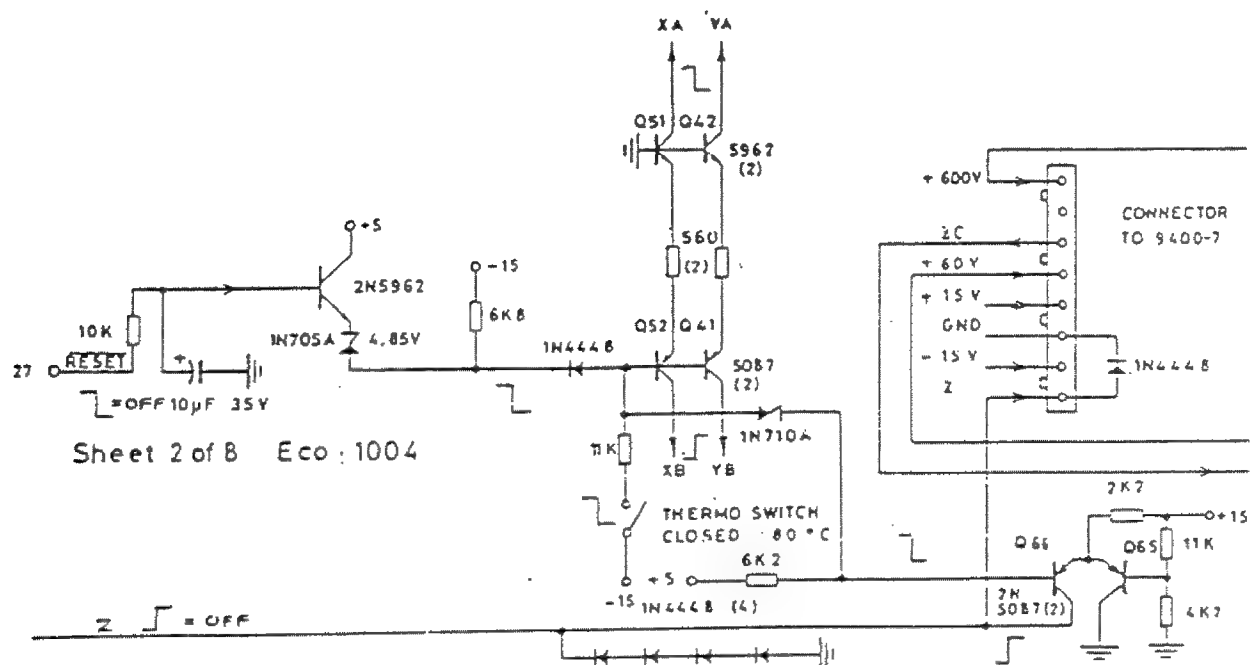 XA YA
Q51 Q42
5962
(2)
+ 600V
CONNECTOR
TO 9400-7
2C
+ 60V
+ 15V
GND
- 15V
Z
1N4448
+5
2N5962
1N705A 4,85V
10K
RESET
27
= OFF 10µF 35V
-15
6K8
560
(2)
Q52 Q41
1N4448
5087
(2)
1N710A
Sheet 2 of 8 Eco : 1004
11K
XB YB
THERMO SWITCH
CLOSED 80°C
+5
6K2
-15
1N4448 (4)
2K2
+15
Q66 Q65
11K
2N
5087(2)
4K7
Z = OFF